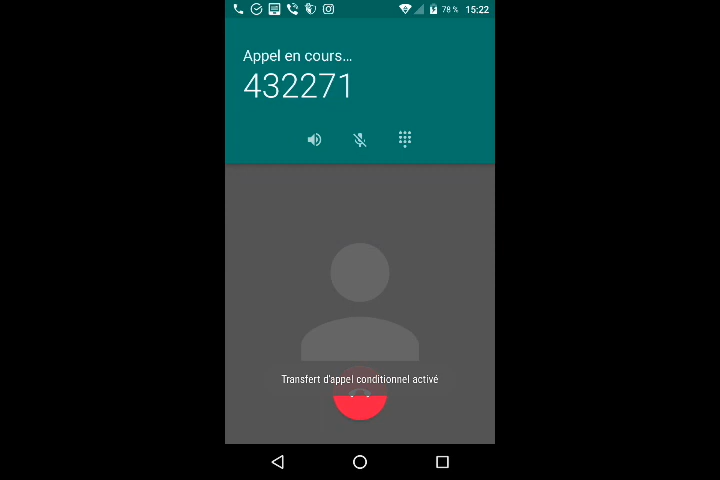 78 % 15:22
Appel en cours...
432271
Transfert d'appel conditionnel activé